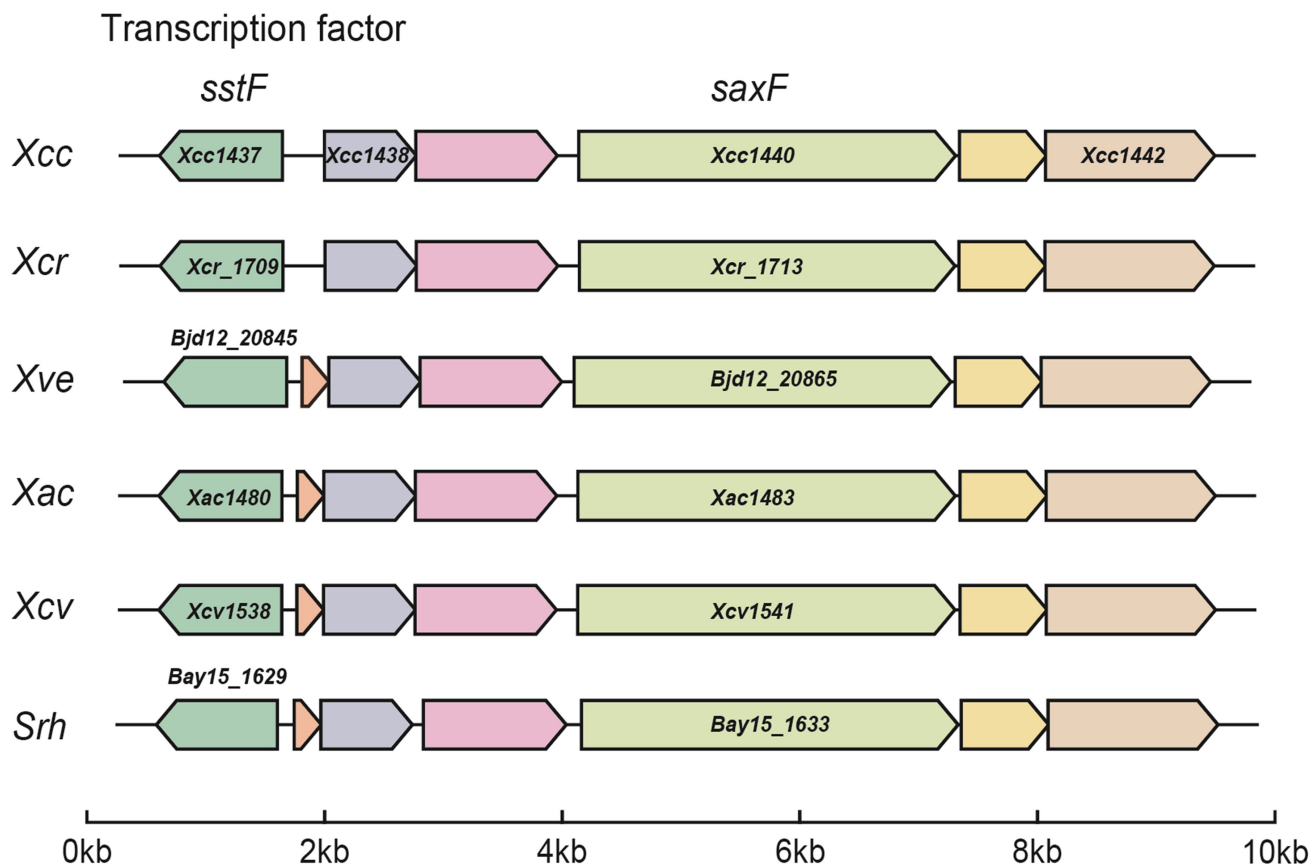 Transcription factor
sstF saxF
Xcc Xcc1437 Xcc1438 Xcc1440 Xcc1442
Xcr Xcr_1709 Xcr_1713
Bjd12_20845
Xve Bjd12_20865
Xac Xac1480 Xac1483
Xcv Xcv1538 Xcv1541
Bay15_1629
Srh Bay15_1633
0kb 2kb 4kb 6kb 8kb 10kb